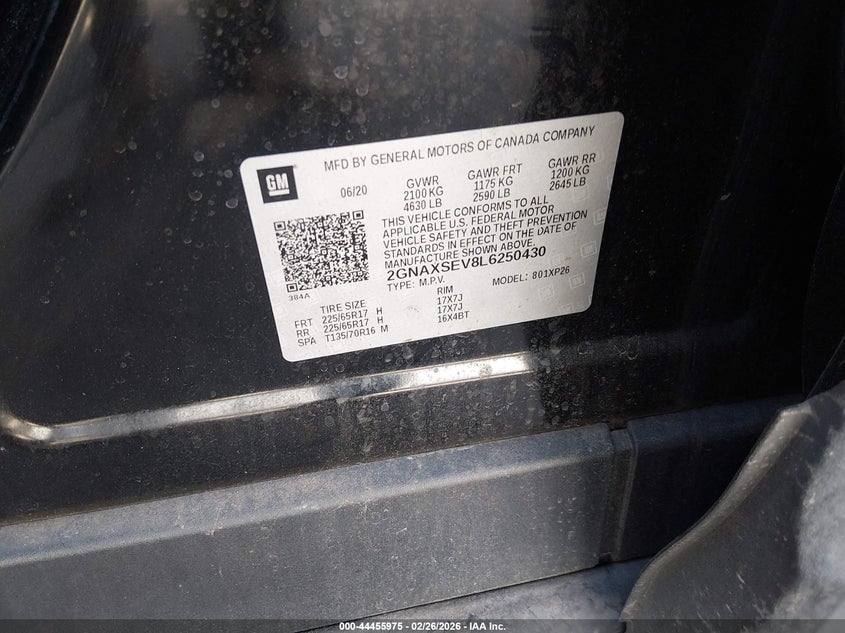 MFD BY GENERAL MOTORS OF CANADA COMPANY
GM
06/20
GVWR GAWR FRT GAWR RR
2100 KG 1175 KG 1200 KG
4630 LB 2590 LB 2645 LB
THIS VEHICLE CONFORMS TO ALL
APPLICABLE U.S. FEDERAL MOTOR
VEHICLE SAFETY AND THEFT PREVENTION
STANDARDS IN EFFECT ON THE DATE OF
MANUFACTURE SHOWN ABOVE.
2GNAXSEV8L6250430
TYPE: M.P.V. MODEL: 801XP26
384A
TIRE SIZE RIM
FRT 225/65R17 H 17X7J
RR 225/65R17 H 17X7J
SPA T135/70R16 M 16X4BT
000-44455975 - 02/26/2026 - IAA Inc.